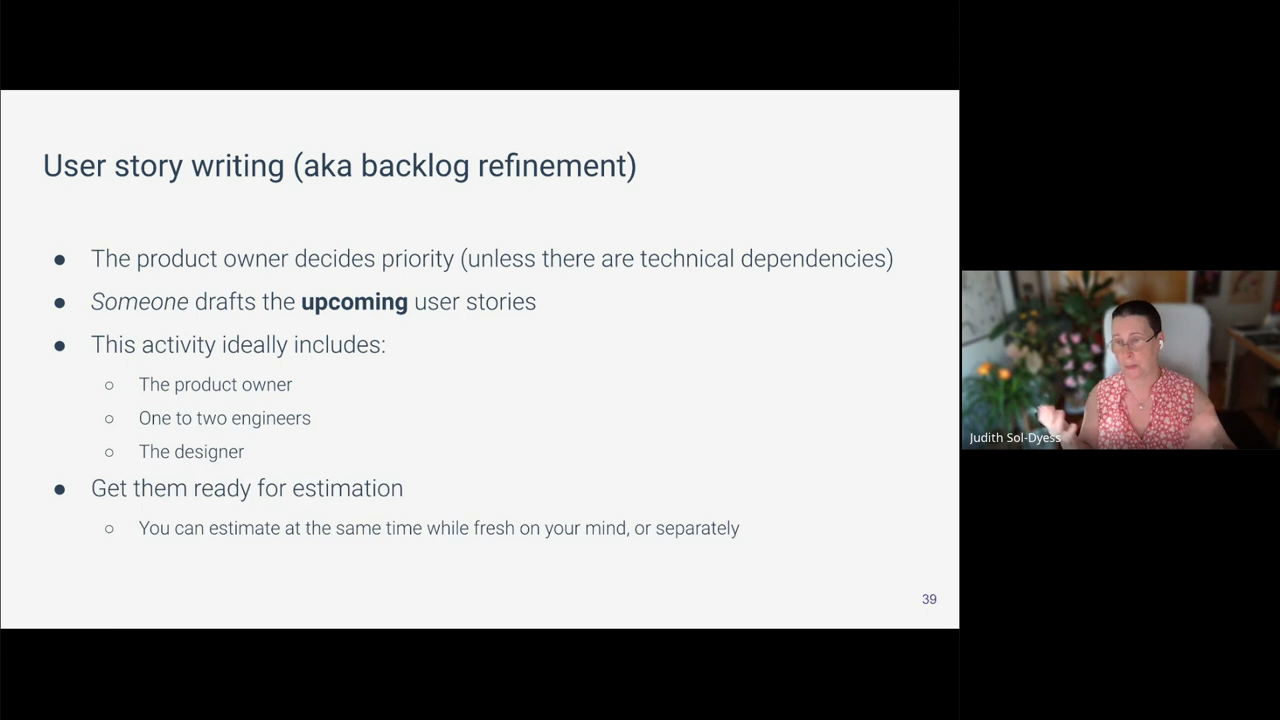 User story writing (aka backlog refinement)
● The product owner decides priority (unless there are technical dependencies)
● Someone drafts the upcoming user stories
● This activity ideally includes:
○ The product owner
○ One to two engineers
○ The designer
● Get them ready for estimation
○ You can estimate at the same time while fresh on your mind, or separately
39
Judith Sol-Dyess